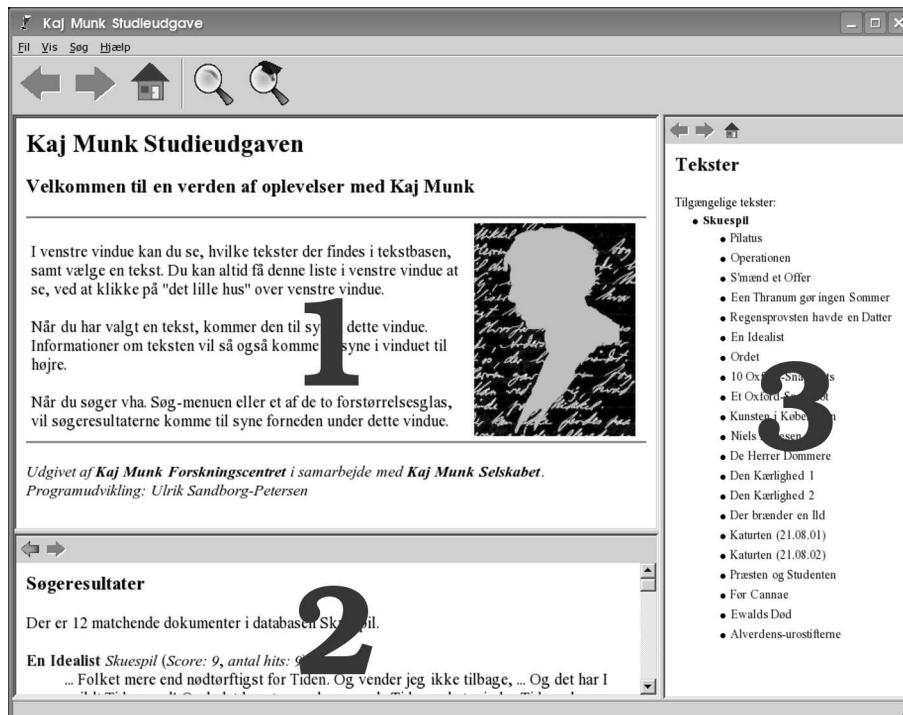 Kaj Munk Studieudgave
Fil Vis Søg Hjælp
Kaj Munk Studieudgaven
Velkommen til en verden af oplevelser med Kaj Munk
I venstre vindue kan du se, hvilke tekster der findes i tekstbasen,
samt vælge en tekst. Du kan altid få denne liste i venstre vindue at
se, ved at klikke på "det lille hus" over venstre vindue.
Når du har valgt en tekst, kommer den til dette vindue.
Informationer om teksten vil så også komme syne i vinduet til
højre.
Når du søger vha. Søg-menuen eller et af de to forstørrelsesglas,
vil søgeresultaterne komme til syne forneden under dette vindue.
1
Udgivet af Kaj Munk Forskningscentret i samarbejde med Kaj Munk Selskabet.
Programudvikling: Ulrik Sandborg-Petersen
Søgeresultater
Der er 12 matchende dokumenter i databasen
En Idealist Skuespil (Score: 9, antal hits: 9
... Folket mere end nødtørftigst for Tiden. Og vender jeg ikke tilbage, ... Og det har I
2
Tekster
Tilgængelige tekster:
Skuespil
Pilatus
Operationen
S'mænd et Offer
Een Thranum gør ingen Sommer
Regensprovsten havde en Datter
En Idealist
Ordet
10
Et
Kunsten i
Niels
De Herrer Dommere
Den Kærlighed 1
Den Kærlighed 2
Der brænder en Ild
Katurten (21.08.01)
Katurten (21.08.02)
Præsten og Studenten
Før Cannae
Ewalds Død
Alverdens-urostifterne
3